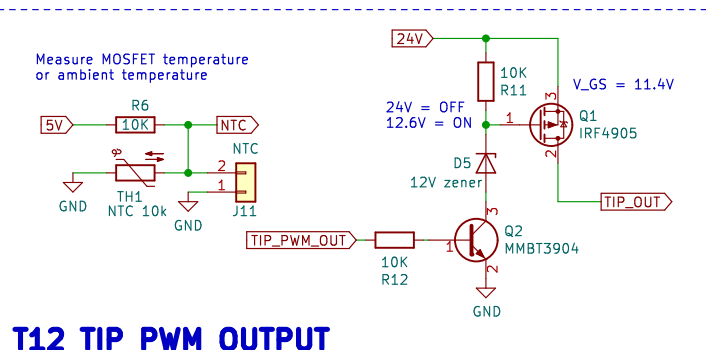 24V
Measure MOSFET temperature
or ambient temperature
10K
R11
V_GS = 11.4V
3
R6
24V = OFF
12.6V = ON
1
Q1
IRF4905
5V
10K
NTC
2
NTC
D5
12V zener
2
1
TH1
NTC 10k
GND
J11
GND
TIP_OUT
3
Q2
MMBT3904
TIP_PWM_OUT
1
10K
R12
2
GND
T12 TIP PWM OUTPUT